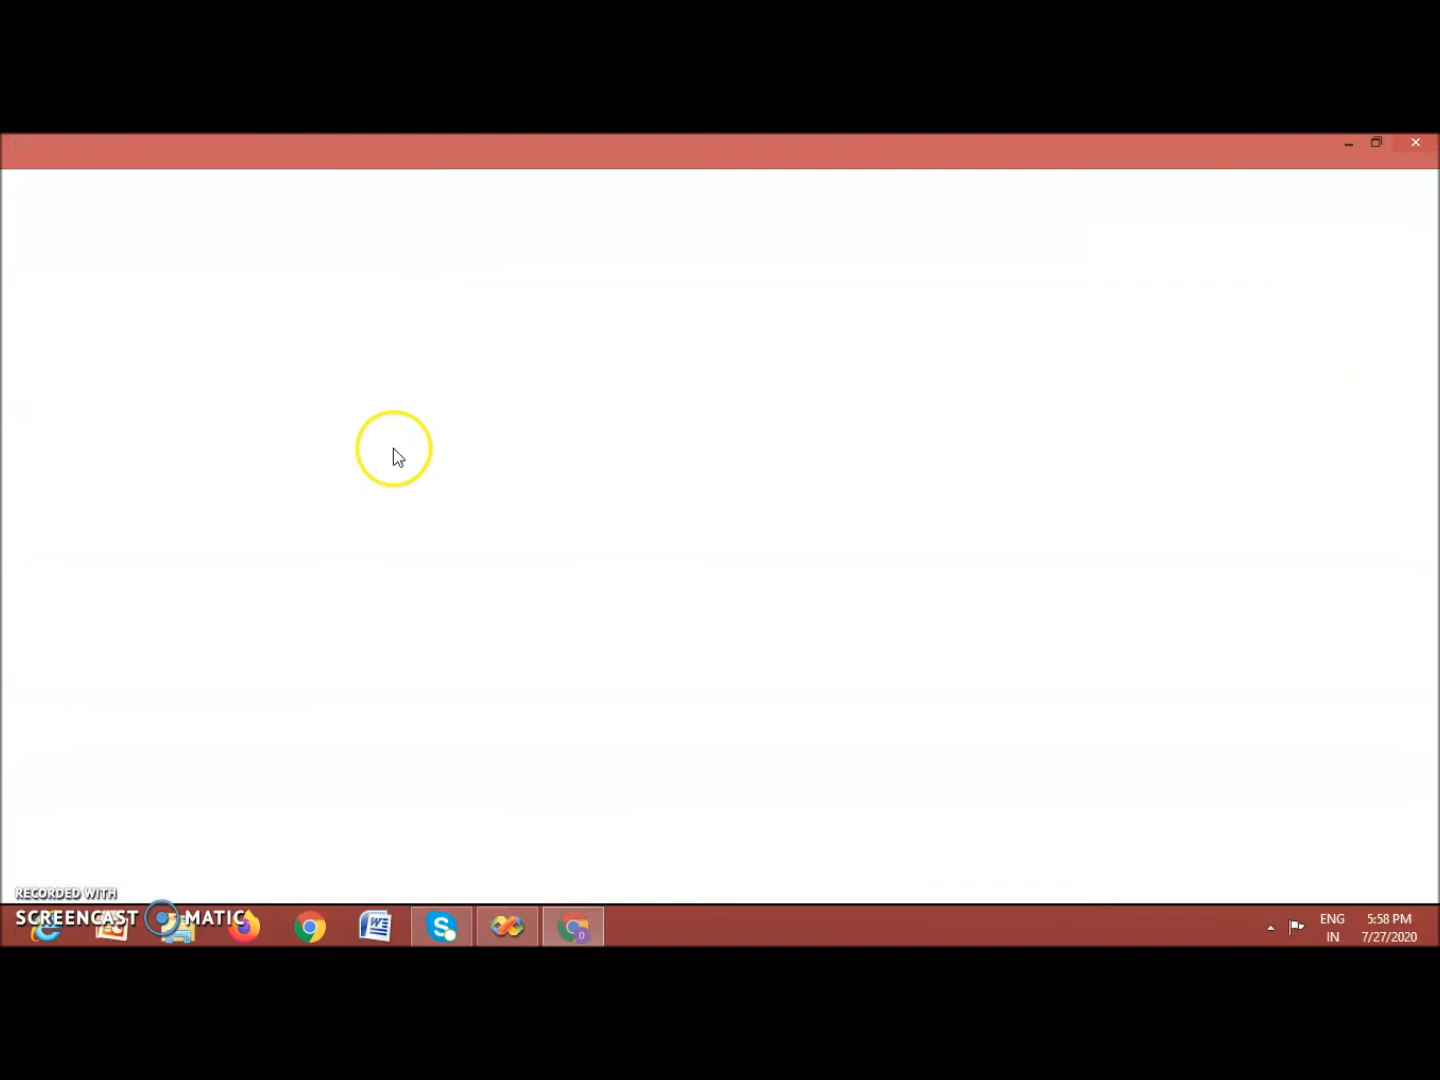 RECORDED WITH
SCREENCAST MATIC
ENG 5:58 PM
IN 7/27/2020